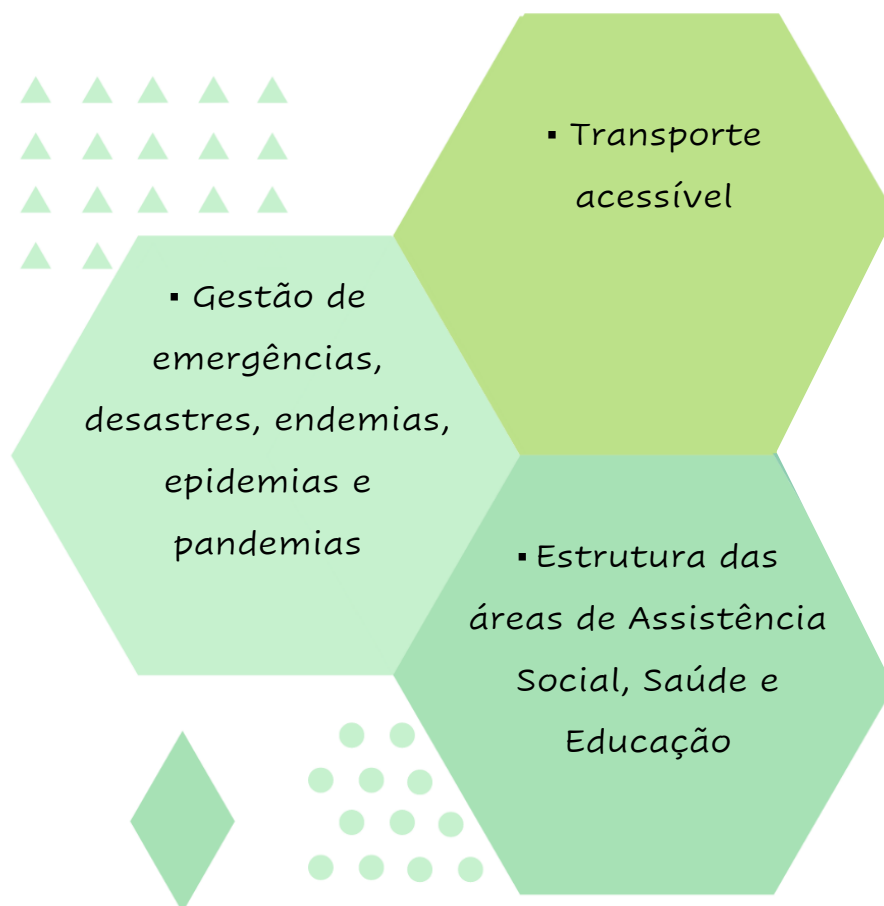 ▪ Transporte
acessível
▪ Gestão de
emergências,
desastres, endemias,
epidemias e
pandemias
▪ Estrutura das
áreas de Assistência
Social, Saúde e
Educação